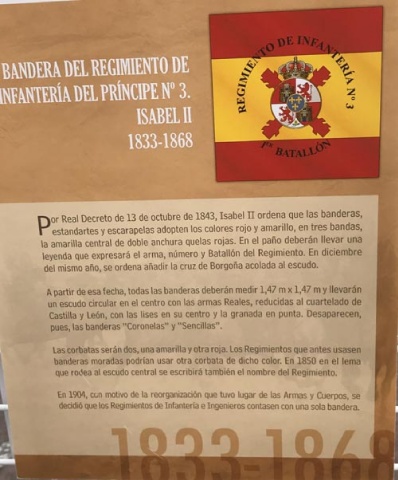 BANDERA DEL REGIMIENTO DE
INFANTERÍA DEL PRÍNCIPE Nº 3.
ISABEL II
1833-1868
REGIMIENTO DE INFANTERÍA Nº 3
1º BATALLÓN
Por Real Decreto de 13 de octubre de 1843, Isabel II ordena que las banderas,
estandartes y escarapelas adopten los colores rojo y amarillo, en tres bandas,
la amarilla central de doble anchura quelas rojas. En el paño deberán llevar una
leyenda que expresará el arma, número y Batallón del Regimiento. En diciembre
del mismo año, se ordena añadir la cruz de Borgoña acolada al escudo.
A partir de esa fecha, todas las banderas deberán medir 1,47 m x 1,47 m y llevarán
un escudo circular en el centro con las armas Reales, reducidas al cuartelado de
Castilla y León, con las lises en su centro y la granada en punta. Desaparecen,
pues, las banderas "Coronelas" y "Sencillas".
Las corbatas serán dos, una amarilla y otra roja. Los Regimientos que antes usasen
banderas moradas podrían usar otra corbata de dicho color. En 1850 en el lema
que rodea al escudo central se escribirá también el nombre del Regimiento.
En 1904, con motivo de la reorganización que tuvo lugar de las Armas y Cuerpos, se
decidió que los Regimientos de Infantería e Ingenieros contasen con una sola bandera.
1833-1868